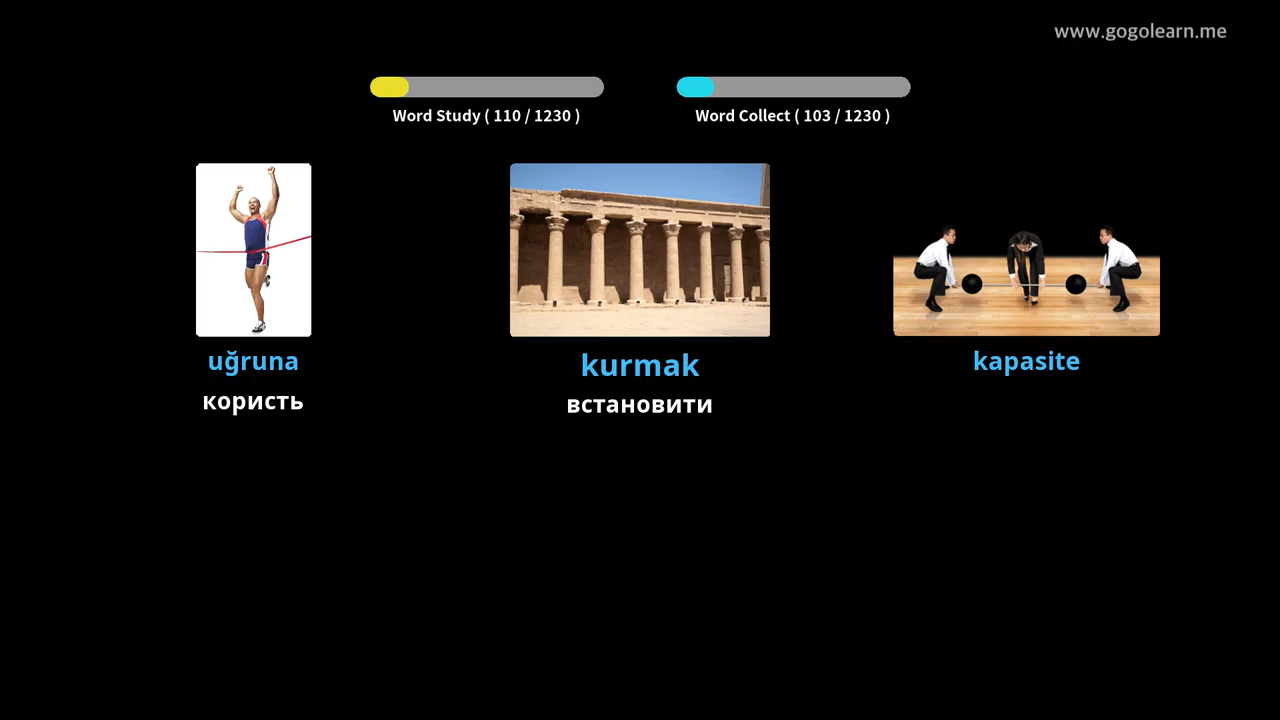 www.gogolearn.me
Word Study ( 110 / 1230 )
Word Collect ( 103 / 1230 )
uğruna
користь
kurmak
встановити
kapasite